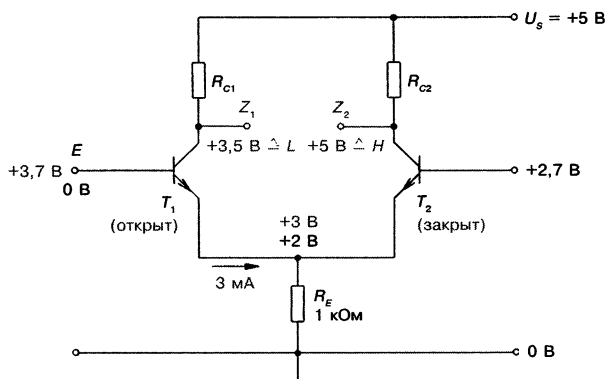 U_s = +5 В
R_C1
R_C2
Z_1
Z_2
E
+3,5 В ≙ L
+5 В ≙ H
+3,7 В
0 В
+2,7 В
T_1
(открыт)
T_2
(закрыт)
+3 В
+2 В
3 мА
R_E
1 кОм
0 В